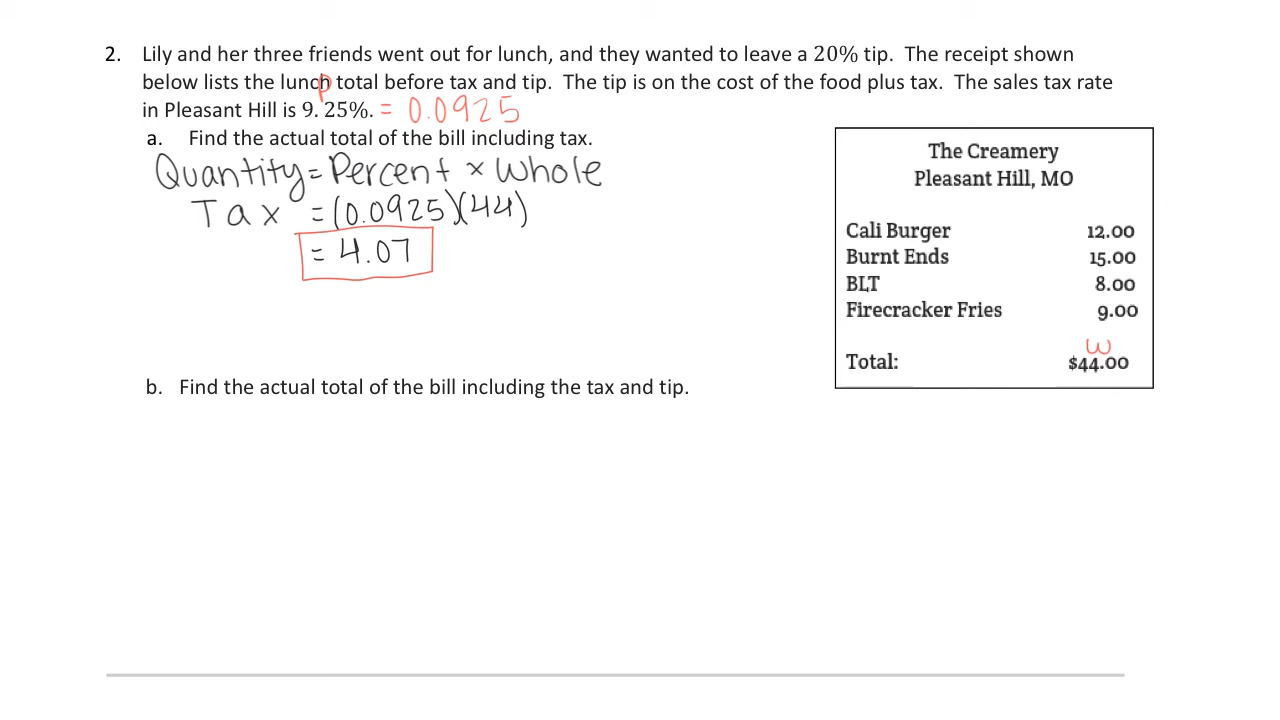 2. Lily and her three friends went out for lunch, and they wanted to leave a 20% tip. The receipt shown
below lists the lunch total before tax and tip. The tip is on the cost of the food plus tax. The sales tax rate
P
in Pleasant Hill is 9.25%. = 0.0925
a. Find the actual total of the bill including tax.
Quantity = Percent × Whole
Tax = (0.0925)(44)
= 4.07
The Creamery
Pleasant Hill, MO
Cali Burger 12.00
Burnt Ends 15.00
BLT 8.00
Firecracker Fries 9.00
W
Total: $44.00
b. Find the actual total of the bill including the tax and tip.